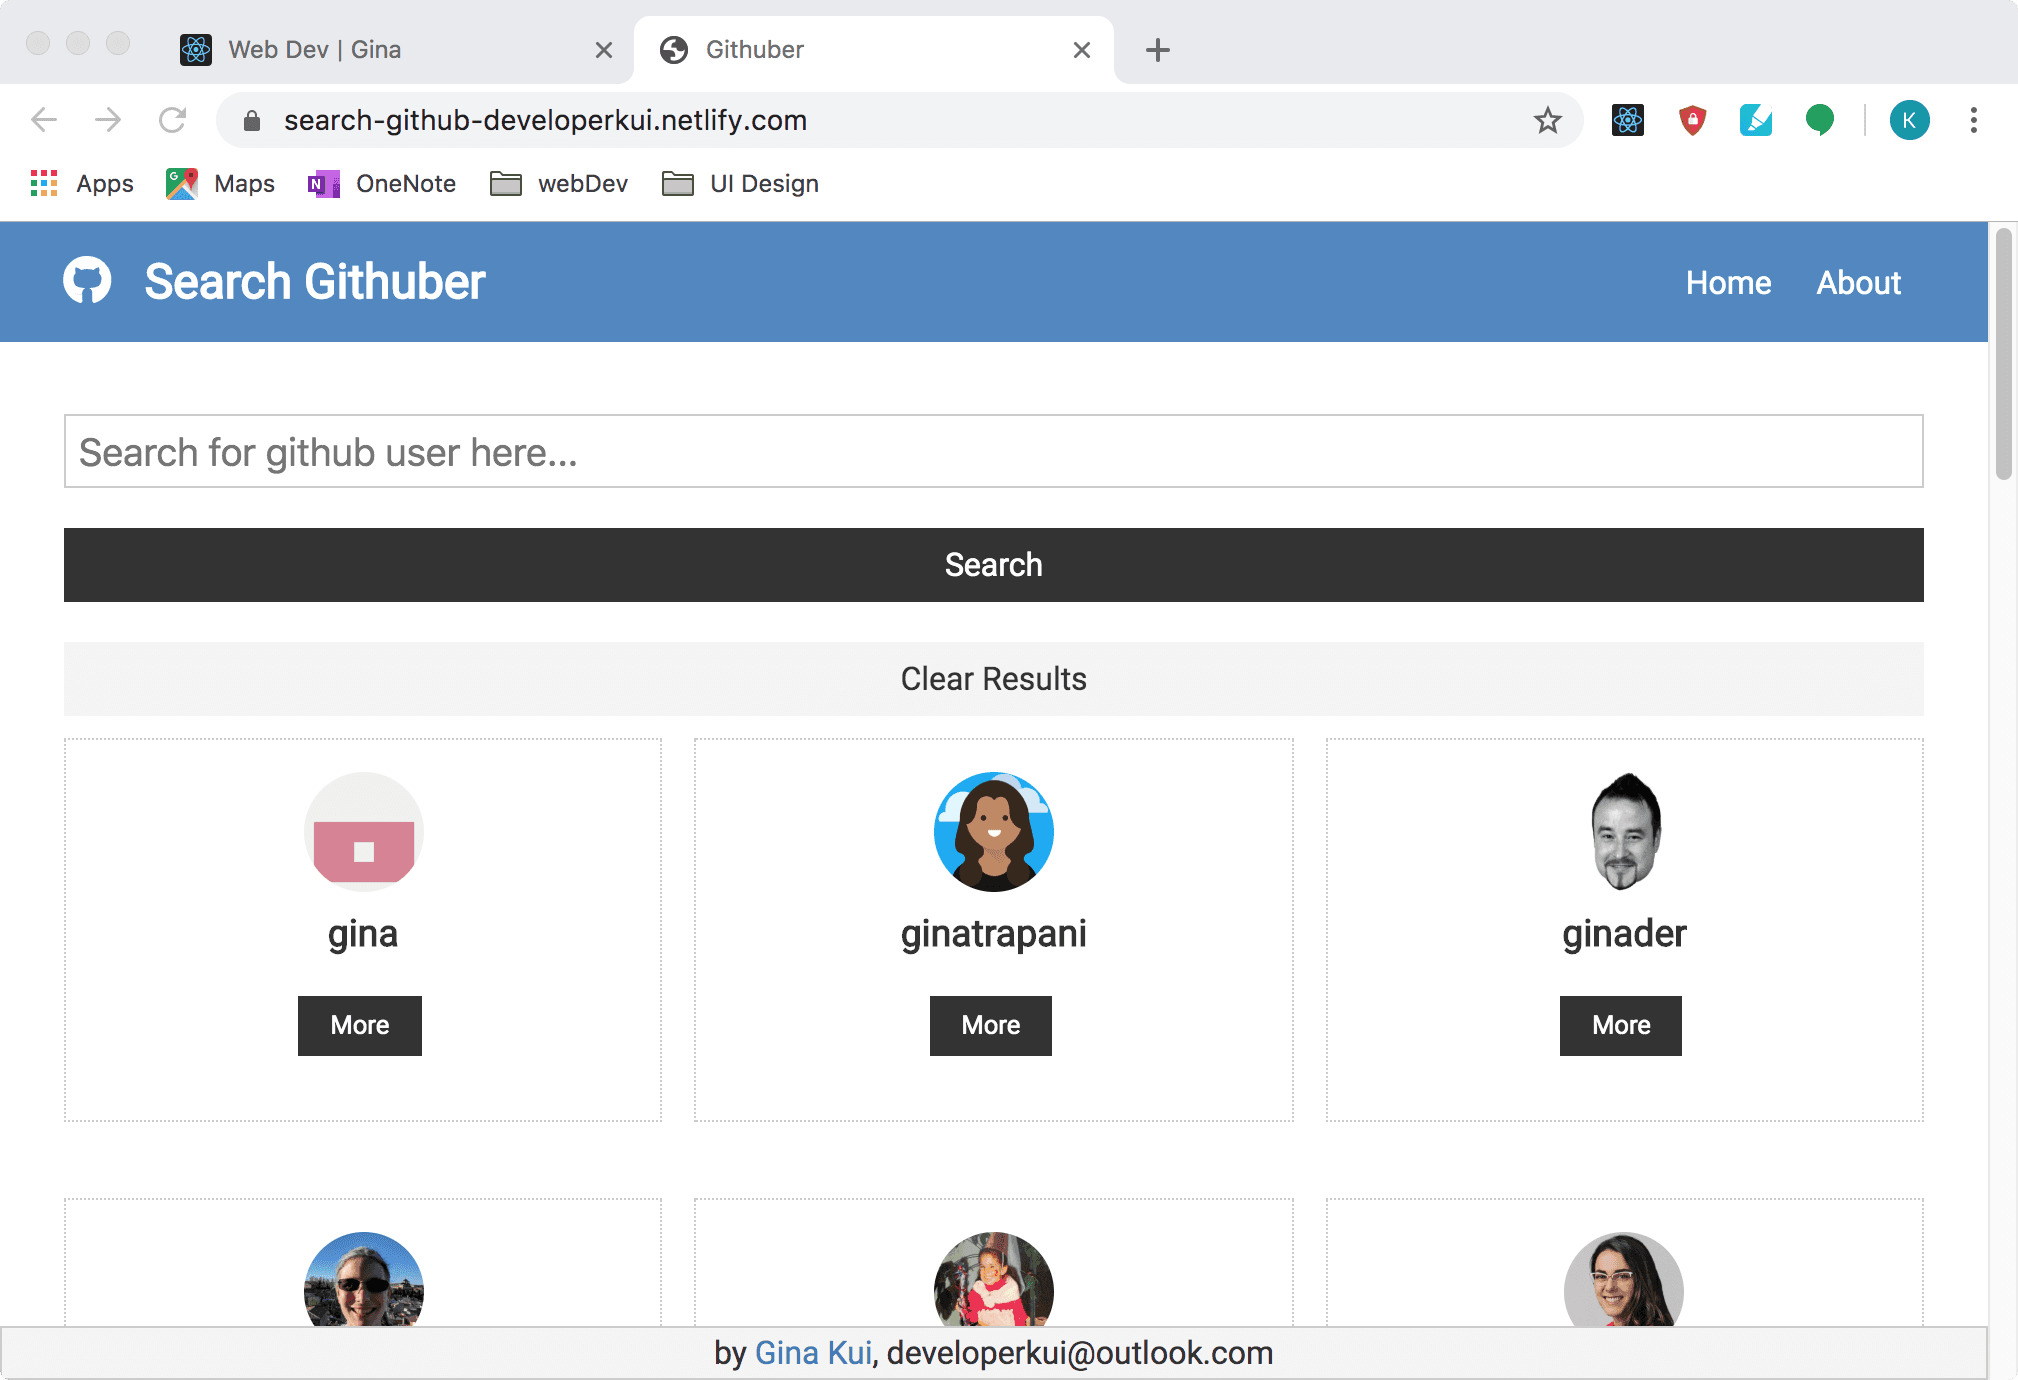 Web Dev | Gina
Githuber
search-github-developerkui.netlify.com
K
Apps
Maps
OneNote
webDev
UI Design
Search Githuber
Home
About
Search for github user here...
Search
Clear Results
gina
ginatrapani
ginader
More
More
More
by Gina Kui, developerkui@outlook.com